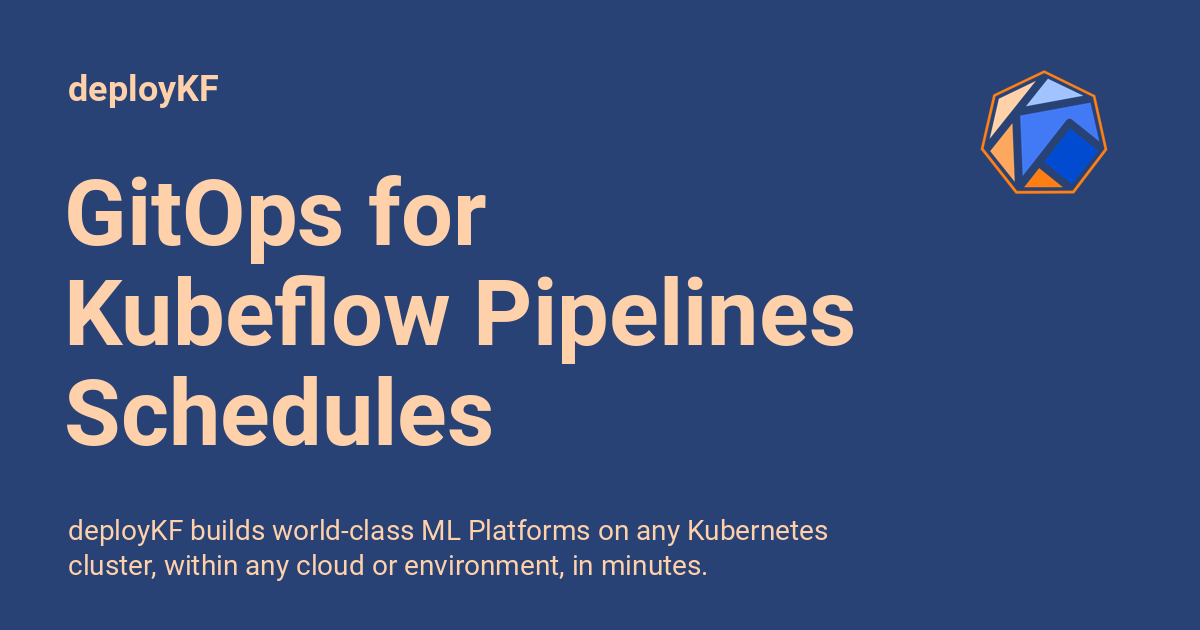 deployKF
GitOps for
Kubeflow Pipelines
Schedules
deployKF builds world-class ML Platforms on any Kubernetes
cluster, within any cloud or environment, in minutes.